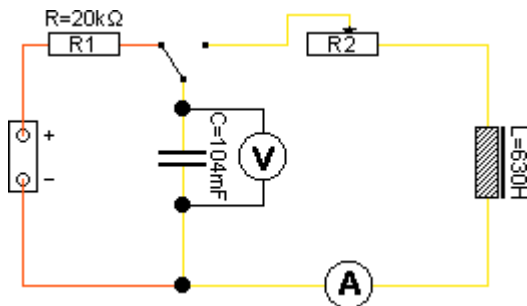 R=20kΩ
R1
R2
+
−
C=104mF
V
L=630H
A